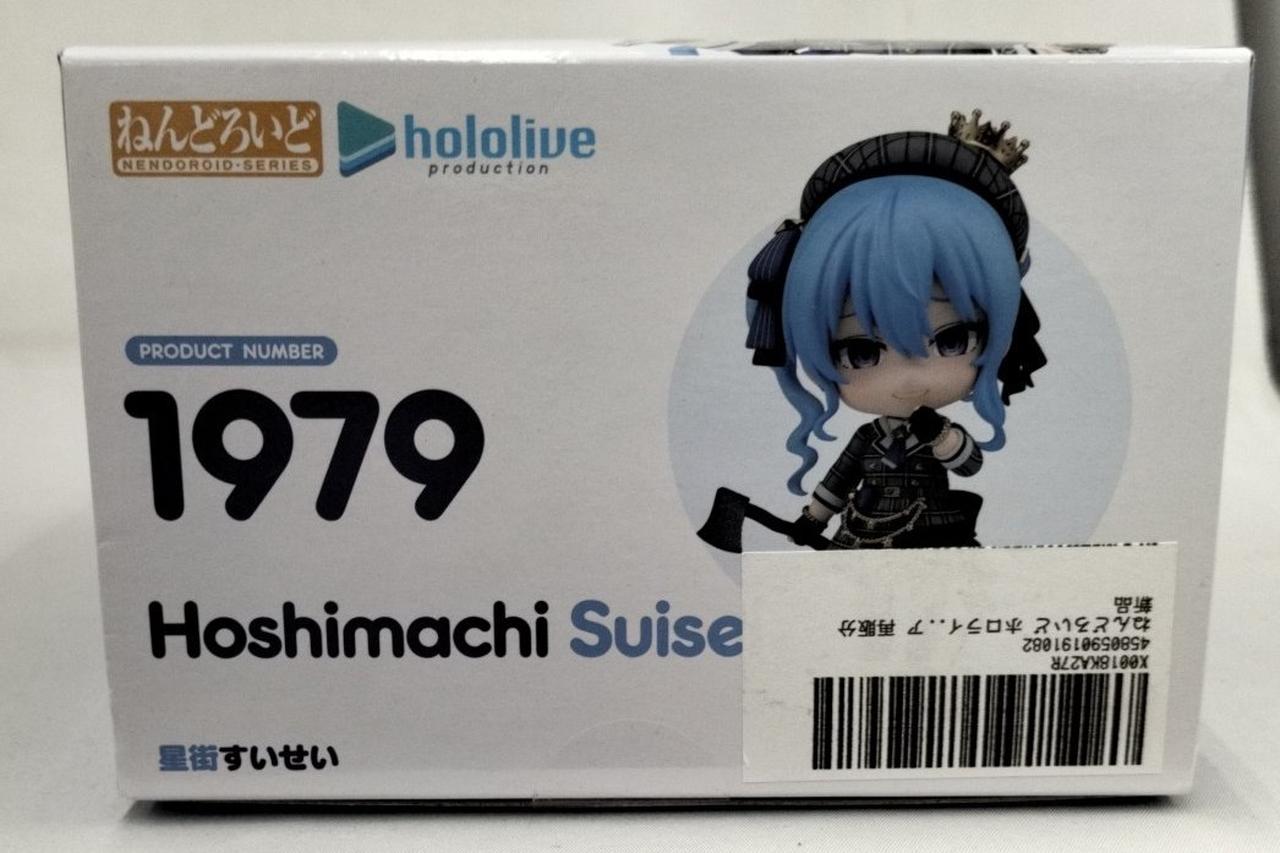 ねんどろいど
NENDOROID·SERIES
hololive
production
PRODUCT NUMBER
1979
Hoshimachi Suise
星街すいせい
X0018KA27R
4580590191082
ねんどろいど ホロライ...ア 再販分
新品